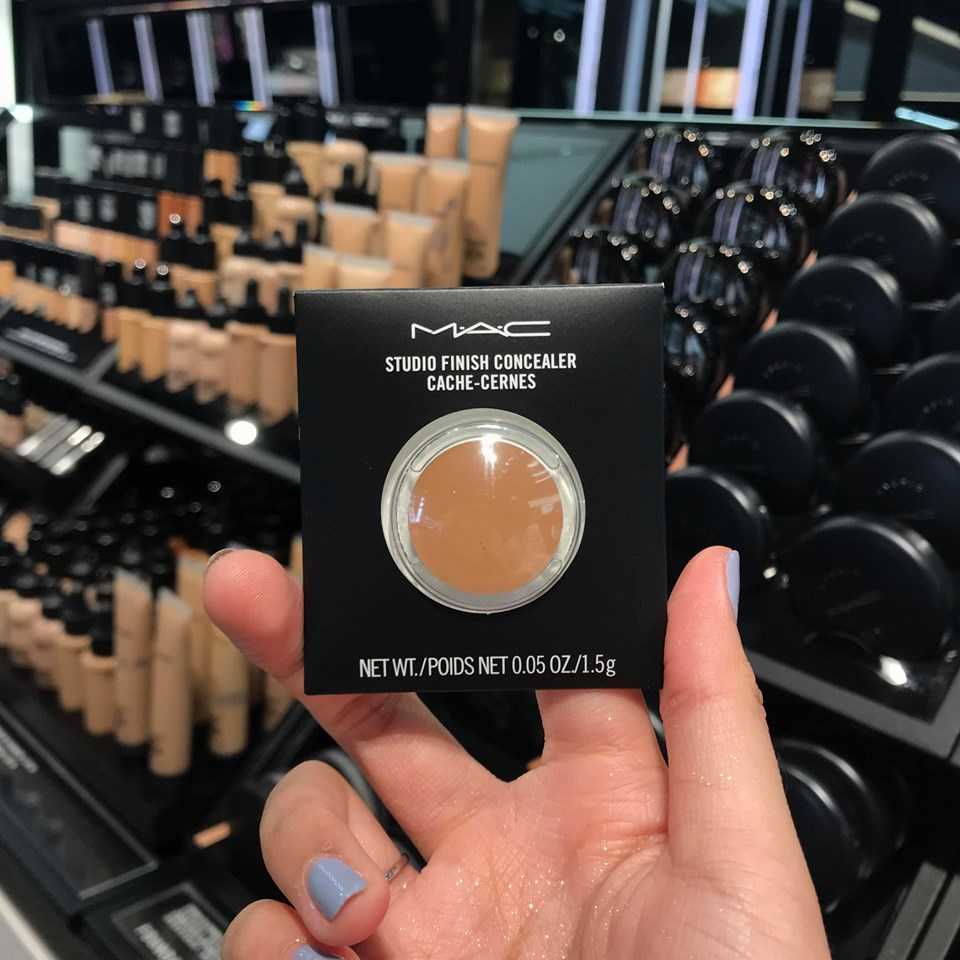 M·A·C
STUDIO FINISH CONCEALER
CACHE-CERNES
NET WT./POIDS NET 0.05 OZ./1.5g